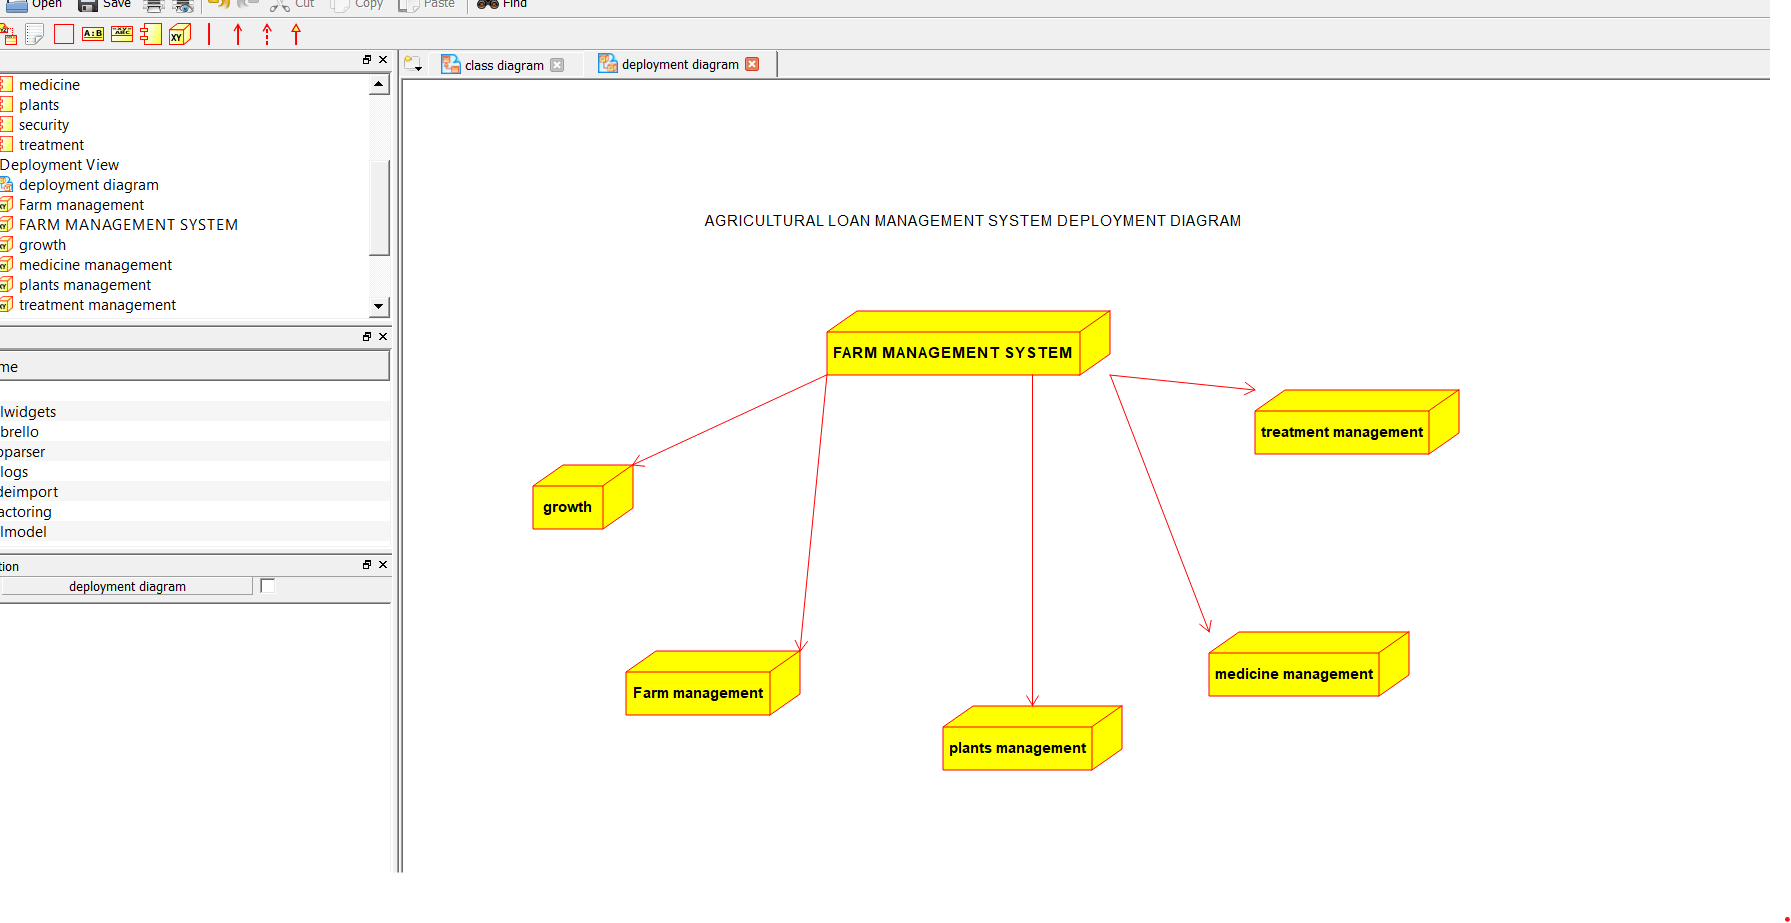 Open Save Cut Copy Paste Find
A:B ABC XY
class diagram deployment diagram
medicine
plants
security
treatment
Deployment View
deployment diagram
Farm management
FARM MANAGEMENT SYSTEM
growth
medicine management
plants management
treatment management
me
lwidgets
brello
pparser
logs
deimport
actoring
lmodel
tion
deployment diagram
AGRICULTURAL LOAN MANAGEMENT SYSTEM DEPLOYMENT DIAGRAM
FARM MANAGEMENT SYSTEM
treatment management
growth
medicine management
Farm management
plants management